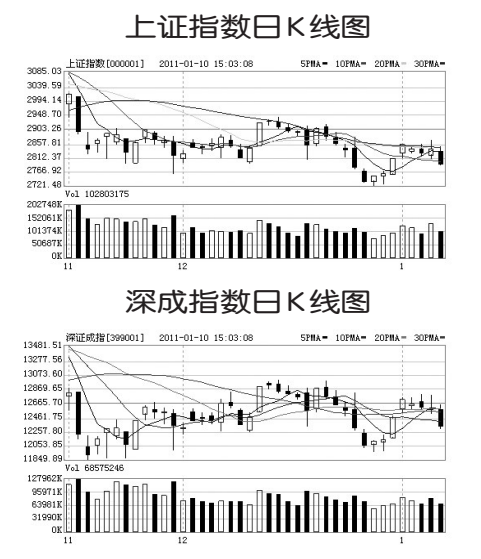 上证指数日K线图
上证指数[000001] 2011-01-10 15:03:08 5PMA 10PMA 20PMA 30PMA
3085.03
3039.59
2994.14
2948.70
2903.26
2857.81
2812.37
2766.92
2721.48
Vol 102803175
202748K
152061K
101374K
50687K
0K
11 12 1
深成指数日K线图
深证成指[399001] 2011-01-10 15:03:08 5PMA 10PMA 20PMA 30PMA
13481.51
13277.56
13073.60
12869.65
12665.70
12461.75
12257.80
12053.85
11849.89
Vol 68575246
127962K
95971K
63981K
31990K
0K
11 12 1